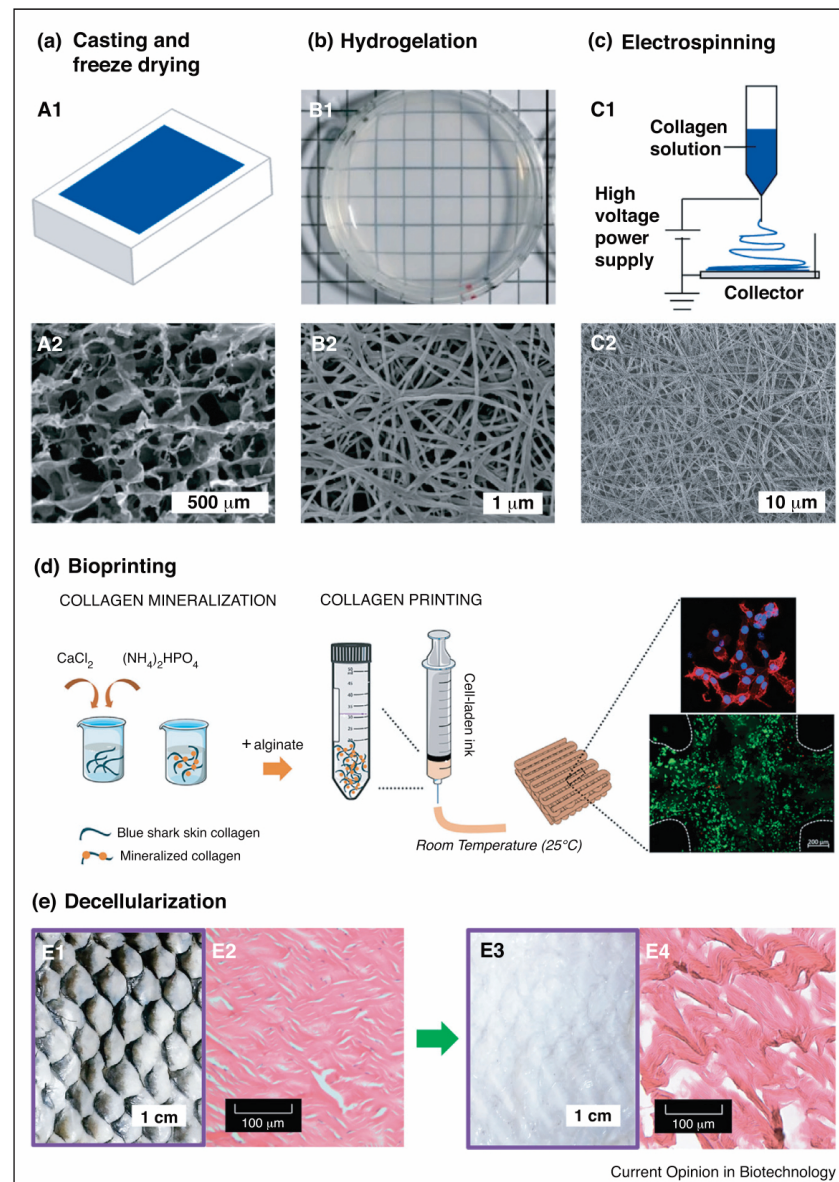 (a) Casting and
freeze drying
(b) Hydrogelation
(c) Electrospinning
A1
B1
C1
Collagen
solution
High
voltage
power
supply
Collector
A2
500 μm
B2
1 μm
C2
10 μm
(d) Bioprinting
COLLAGEN MINERALIZATION
COLLAGEN PRINTING
CaCl₂
(NH₄)₂HPO₄
+ alginate
Cell-laden ink
Blue shark skin collagen
Mineralized collagen
Room Temperature (25°C)
200 μm
(e) Decellularization
E1
1 cm
E2
100 μm
E3
1 cm
E4
100 μm
Current Opinion in Biotechnology